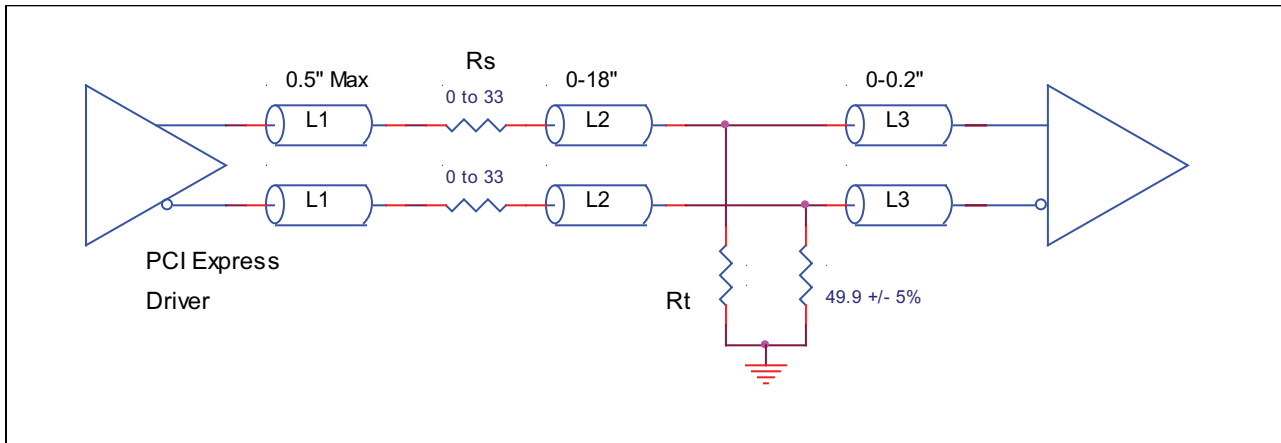 Rs
0.5" Max
0-18"
0-0.2"
0 to 33
L1
L2
L3
0 to 33
L1
L2
L3
PCI Express
Driver
Rt
49.9 +/- 5%